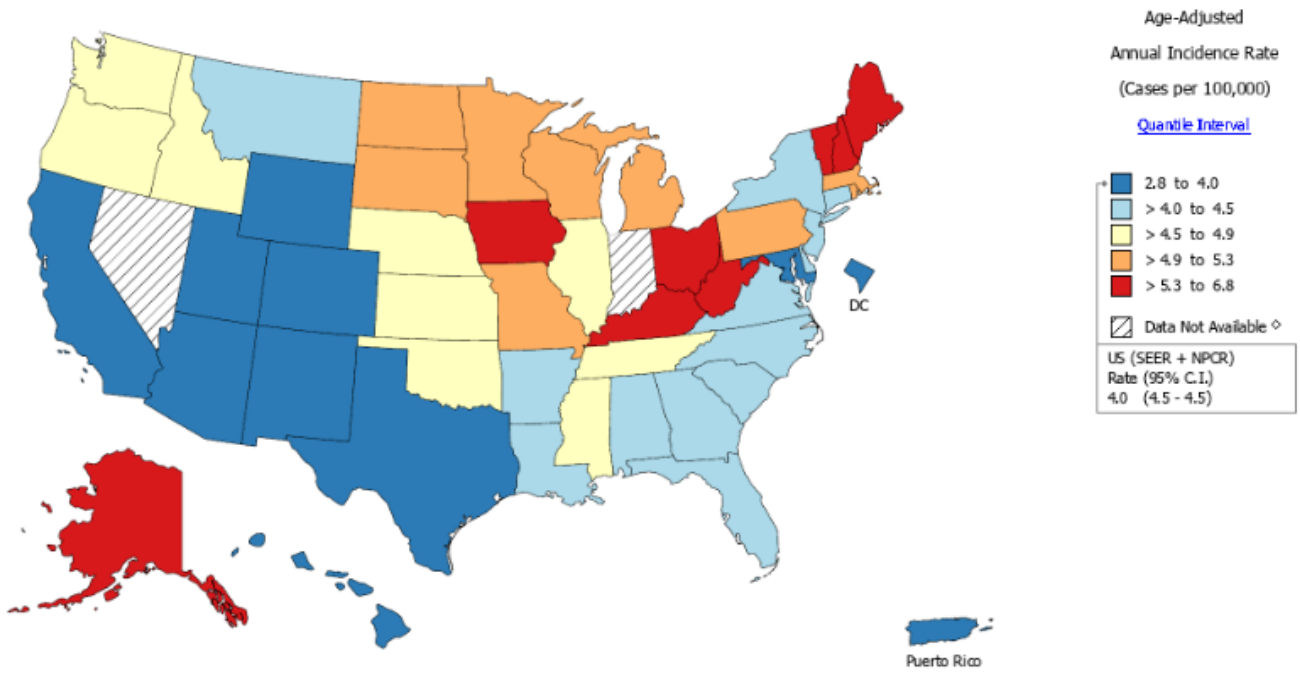 Age-Adjusted
Annual Incidence Rate
(Cases per 100,000)
Quantile Interval
2.8 to 4.0
> 4.0 to 4.5
> 4.5 to 4.9
> 4.9 to 5.3
> 5.3 to 6.8
Data Not Available ◇
US (SEER + NPCR)
Rate (95% C.I.)
4.0 (4.5 - 4.5)
DC
Puerto Rico